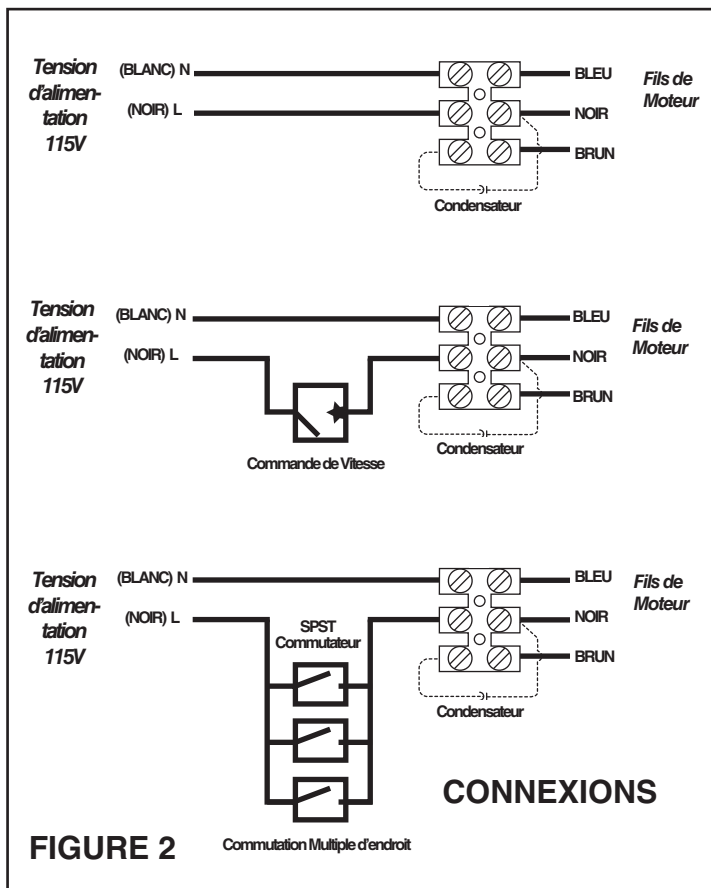 Tension
d'alimen-
tation
115V
(BLANC) N
(NOIR) L
BLEU
NOIR
BRUN
Fils de
Moteur
Condensateur
Tension
d'alimen-
tation
115V
(BLANC) N
(NOIR) L
BLEU
NOIR
BRUN
Fils de
Moteur
Commande de Vitesse
Condensateur
Tension
d'alimen-
tation
115V
(BLANC) N
(NOIR) L
SPST
Commutateur
BLEU
NOIR
BRUN
Fils de
Moteur
Condensateur
CONNEXIONS
FIGURE 2
Commutation Multiple d'endroit